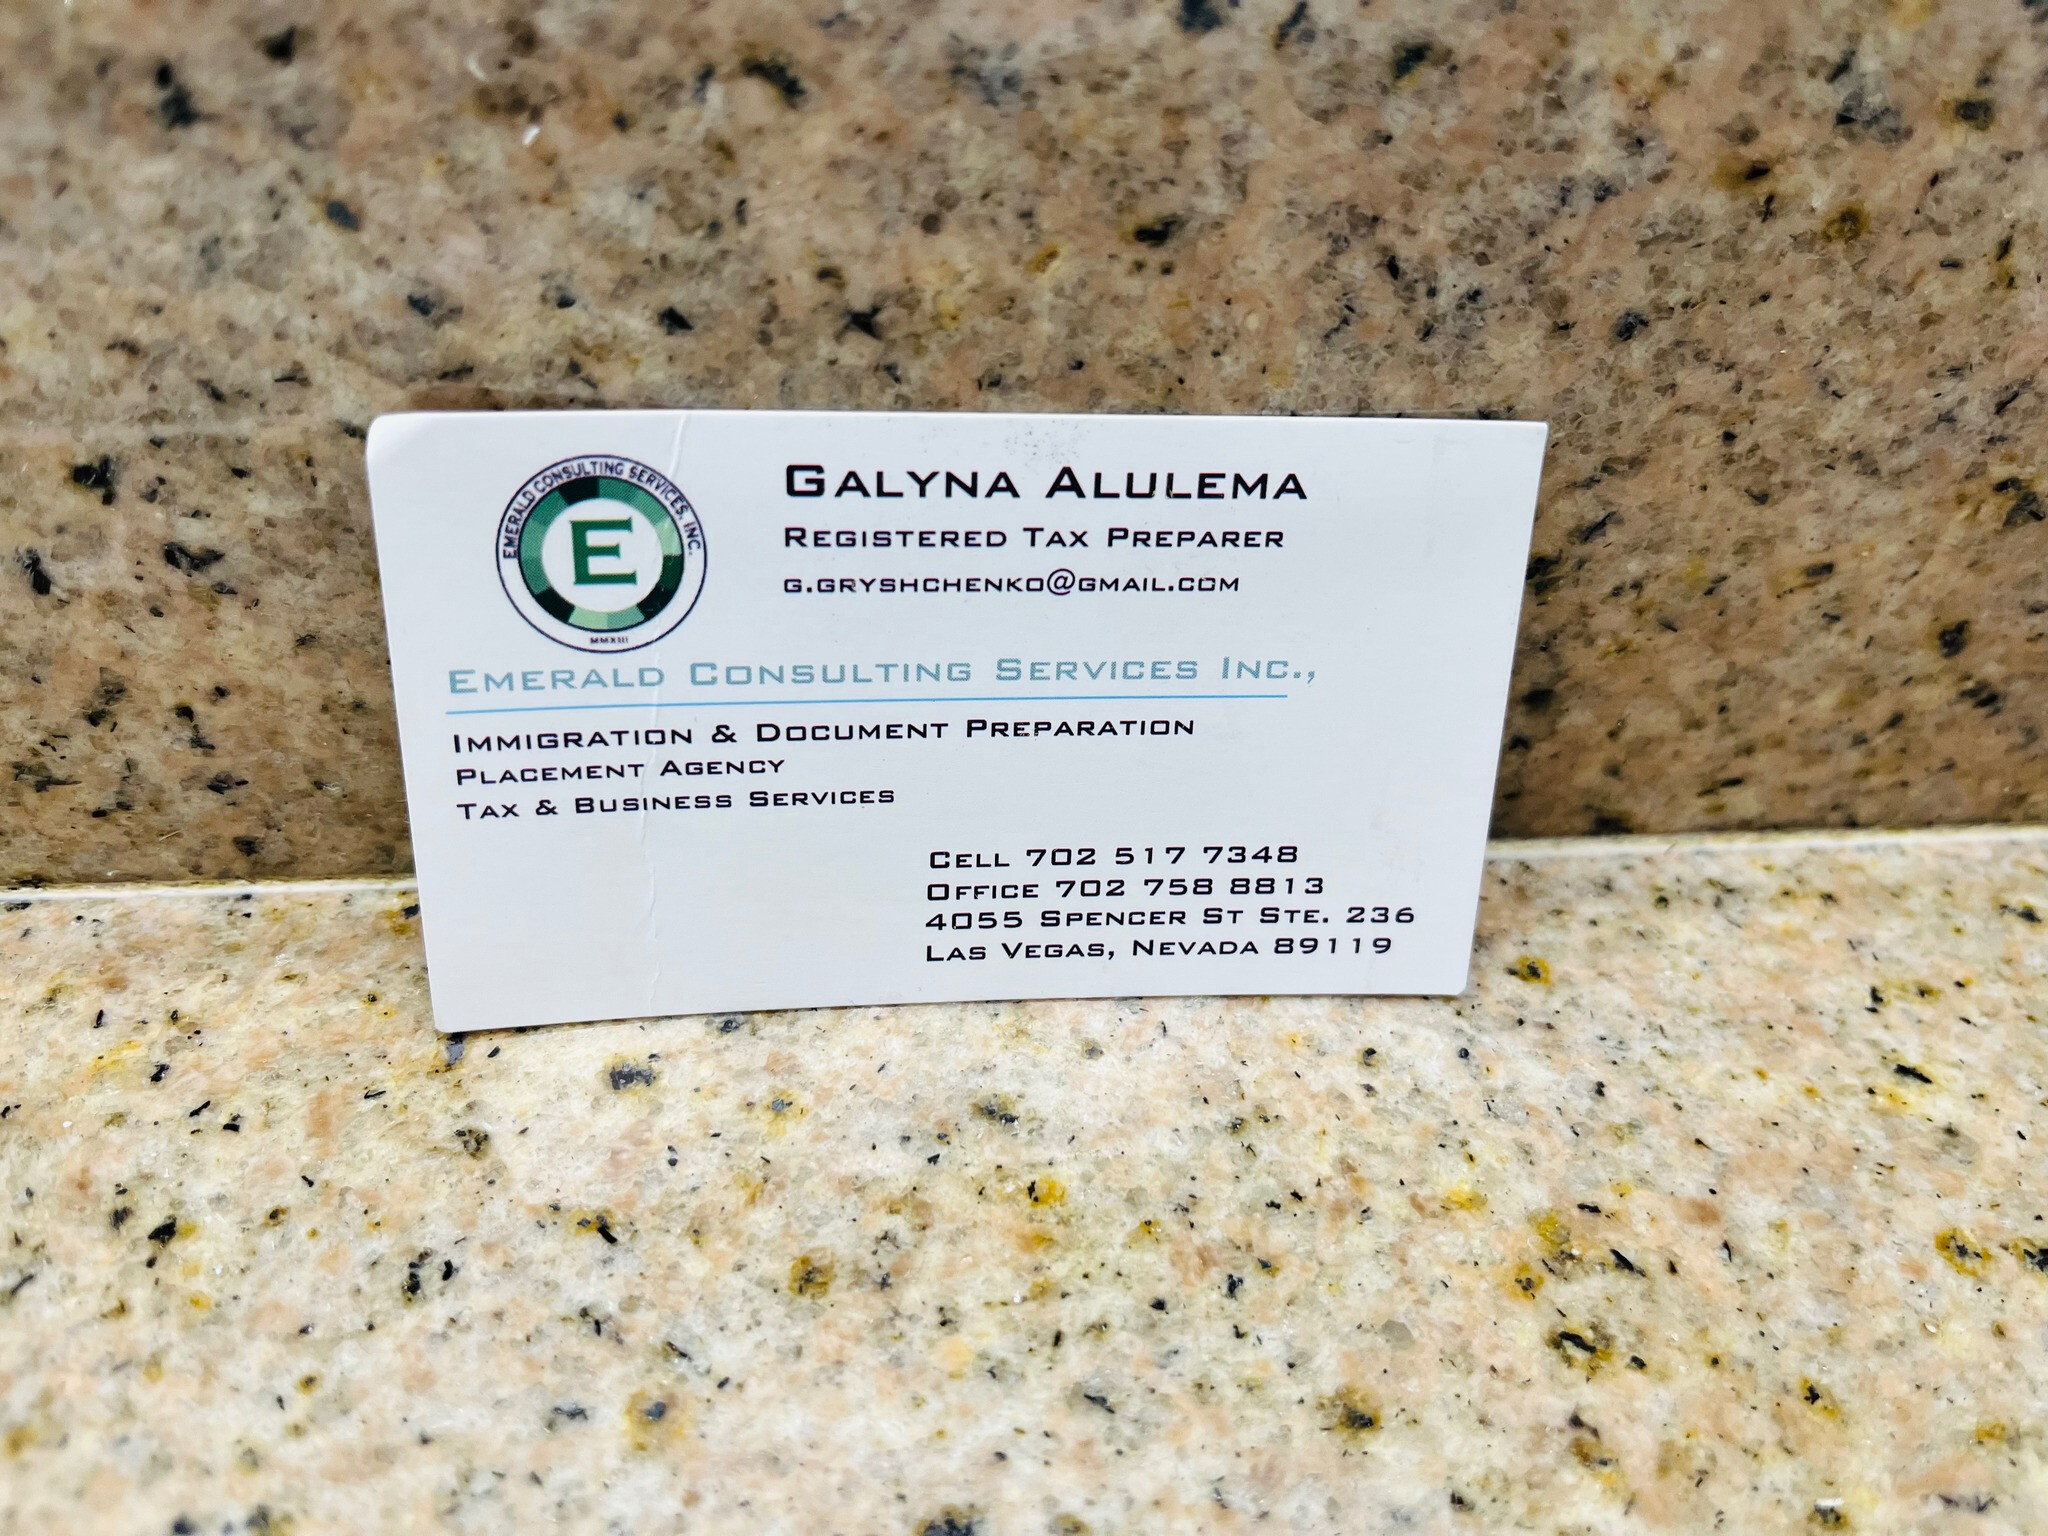 EMERALD CONSULTING SERVICES, INC.
E
MMXIII
GALYNA ALULEMA
REGISTERED TAX PREPARER
G.GRYSHCHENKO@GMAIL.COM
EMERALD CONSULTING SERVICES INC.,
IMMIGRATION & DOCUMENT PREPARATION
PLACEMENT AGENCY
TAX & BUSINESS SERVICES
CELL 702 517 7348
OFFICE 702 758 8813
4055 SPENCER ST STE. 236
LAS VEGAS, NEVADA 89119